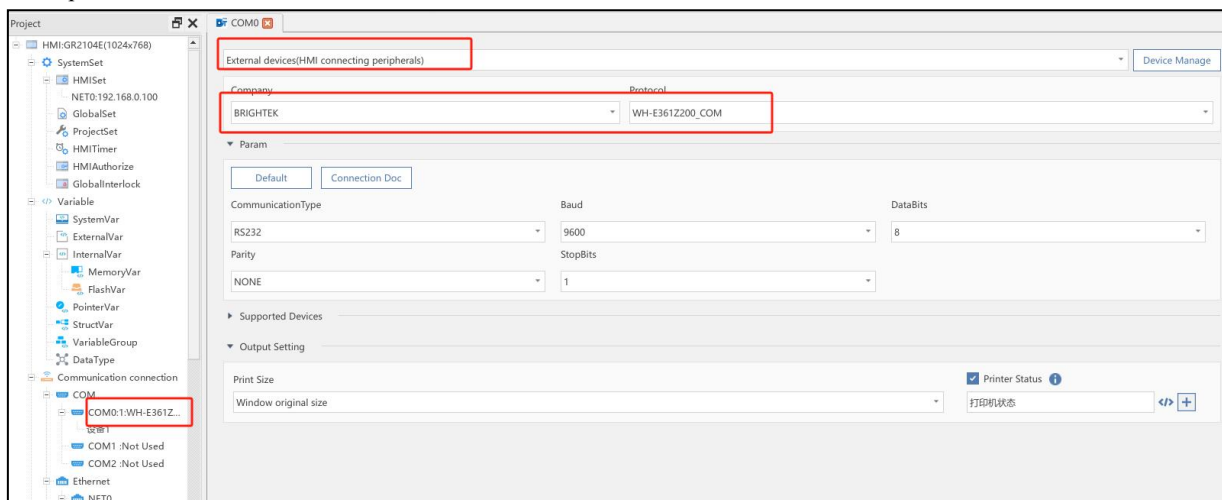 Project
HMI:GR2104E(1024x768)
SystemSet
HMISet
NET0:192.168.0.100
GlobalSet
ProjectSet
HMITimer
HMIAuthorize
GlobalInterlock
Variable
SystemVar
ExternalVar
InternalVar
MemoryVar
FlashVar
PointerVar
StructVar
VariableGroup
DataType
Communication connection
COM
COM0:1:WH-E361Z...
设备1
COM1 :Not Used
COM2 :Not Used
Ethernet
NET0
COM0
External devices(HMI connecting peripherals)
Device Manage
Company Protocol
BRIGHTEK WH-E361Z200_COM
Param
Default Connection Doc
CommunicationType Baud DataBits
RS232 9600 8
Parity StopBits
NONE 1
Supported Devices
Output Setting
Print Size Printer Status
Window original size 打印机状态